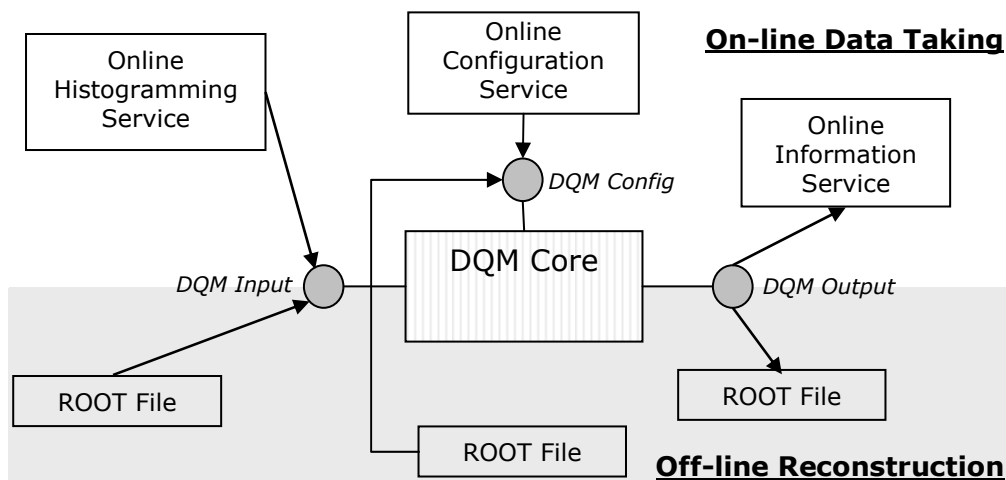 On-line Data Taking
Online
Histogramming
Service
Online
Configuration
Service
Online
Information
Service
DQM Config
DQM Core
DQM Input
DQM Output
ROOT File
ROOT File
ROOT File
Off-line Reconstruction